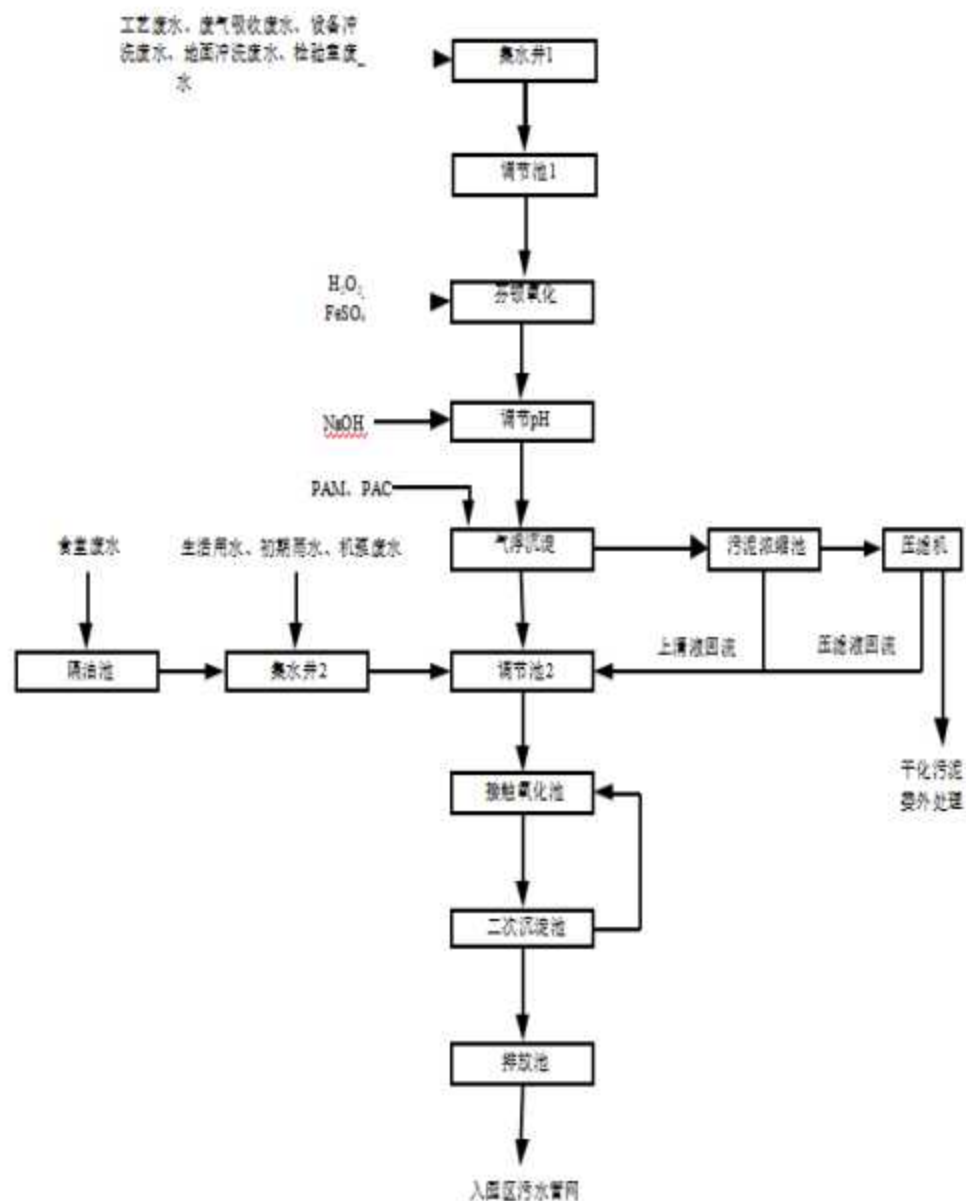 工艺废水、废气吸收废水、设备冲
洗废水、地面冲洗废水、检验室废
水
集水井1
调节池1
H₂O₂
FeSO₄
芬顿氧化
NaOH
调节pH
PAM、PAC
食堂废水
生活用水、初期雨水、机泵废水
气浮沉淀
污泥浓缩池
压滤机
上清液回流
压滤液回流
隔油池
集水井2
调节池2
干化污泥
委外处理
接触氧化池
二次沉淀池
排放池
入园区污水管网